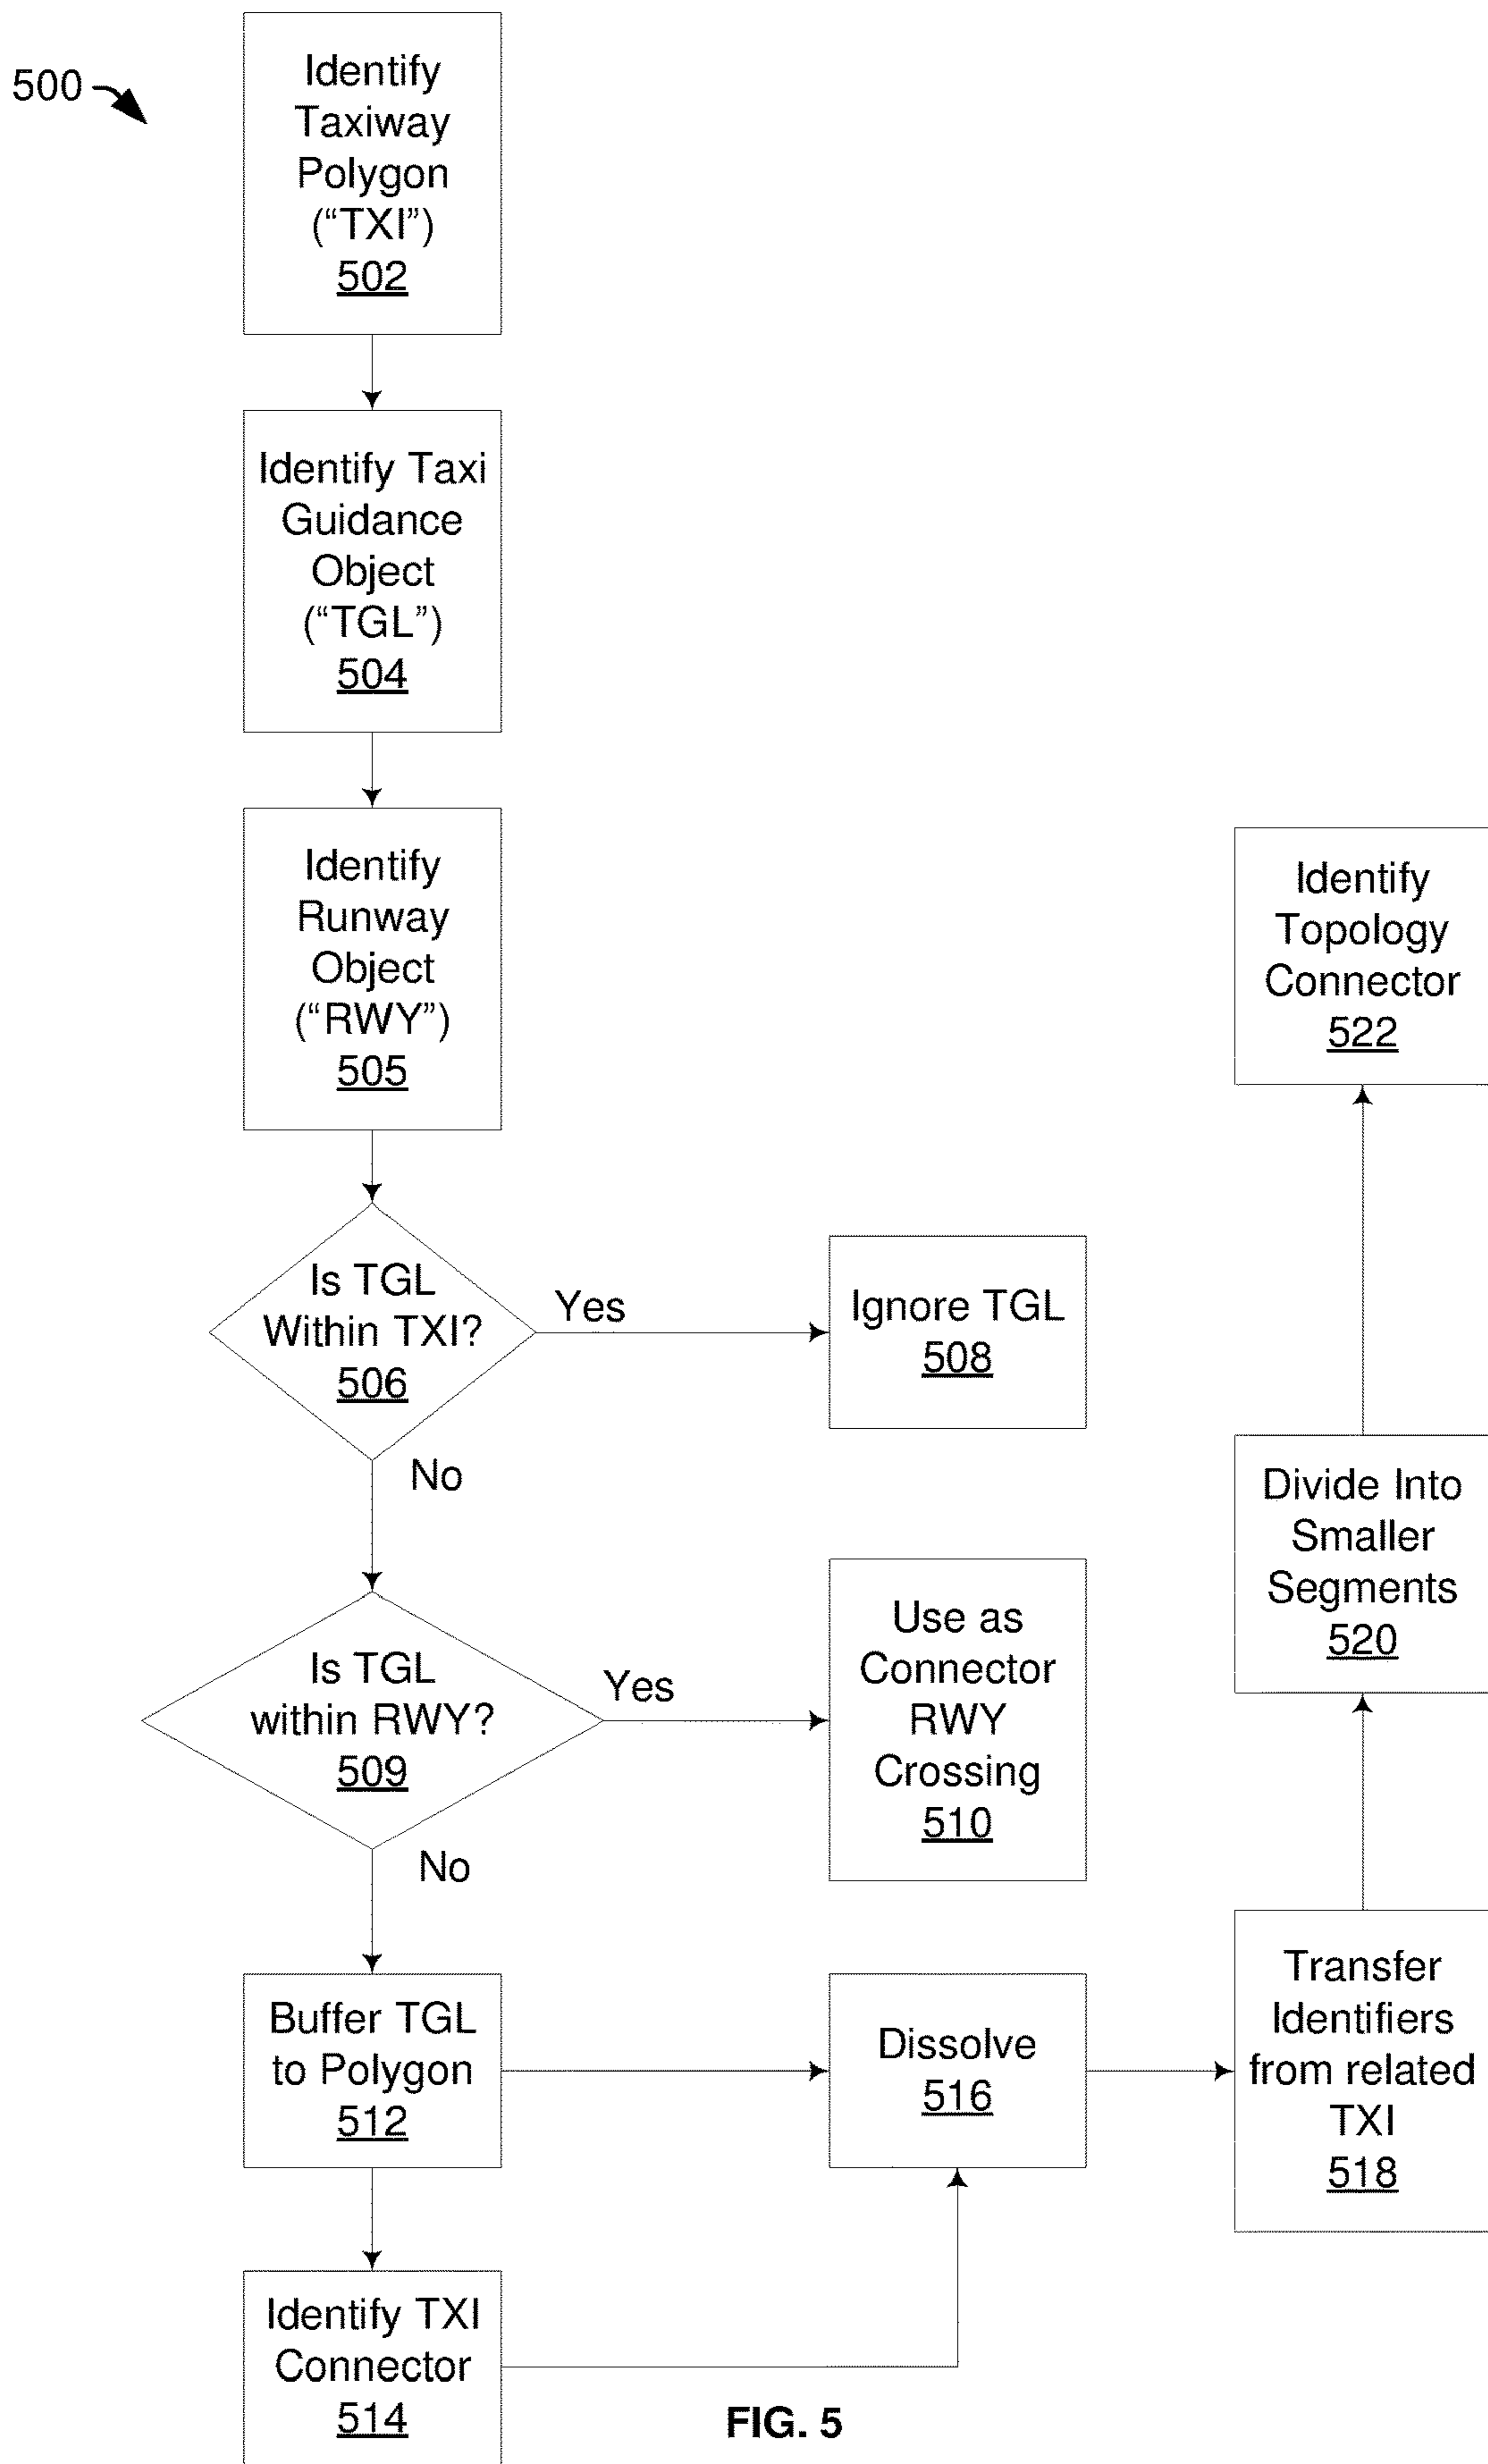 500
Identify
Taxiway
Polygon
(“TXI”)
502
Identify Taxi
Guidance
Object
(“TGL”)
504
Identify
Runway
Object
(“RWY”)
505
Is TGL
Within TXI?
506
Yes
Ignore TGL
508
No
Is TGL
within RWY?
509
Yes
Use as
Connector
RWY
Crossing
510
No
Buffer TGL
to Polygon
512
Identify TXI
Connector
514
Dissolve
516
Transfer
Identifiers
from related
TXI
518
Divide Into
Smaller
Segments
520
Identify
Topology
Connector
522
FIG. 5